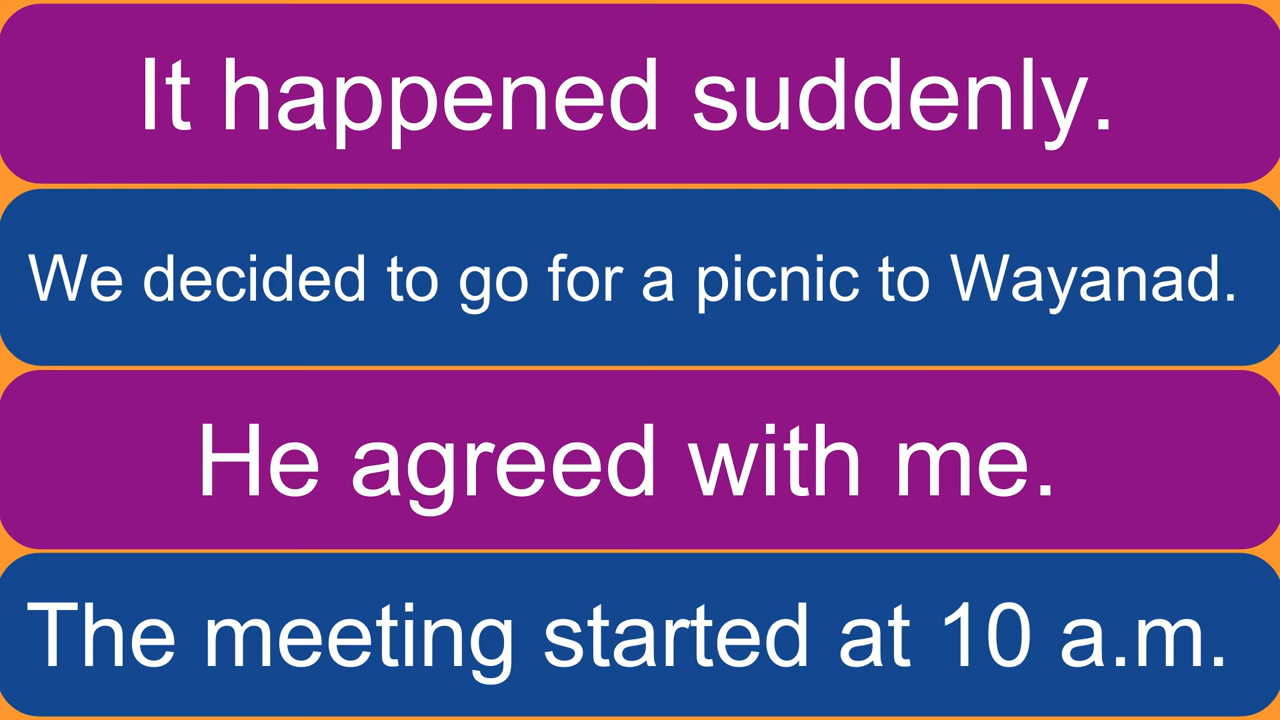 It happened suddenly.
We decided to go for a picnic to Wayanad.
He agreed with me.
The meeting started at 10 a.m.